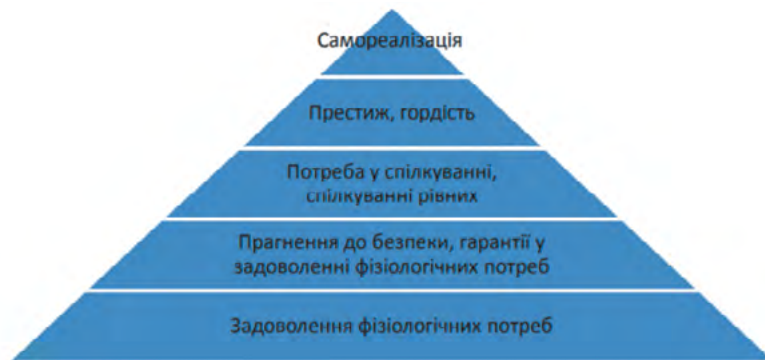 Самореалізація
Престиж, гордість
Потреба у спілкуванні,
спілкуванні рівних
Прагнення до безпеки, гарантії у
задоволенні фізіологічних потреб
Задоволення фізіологічних потреб